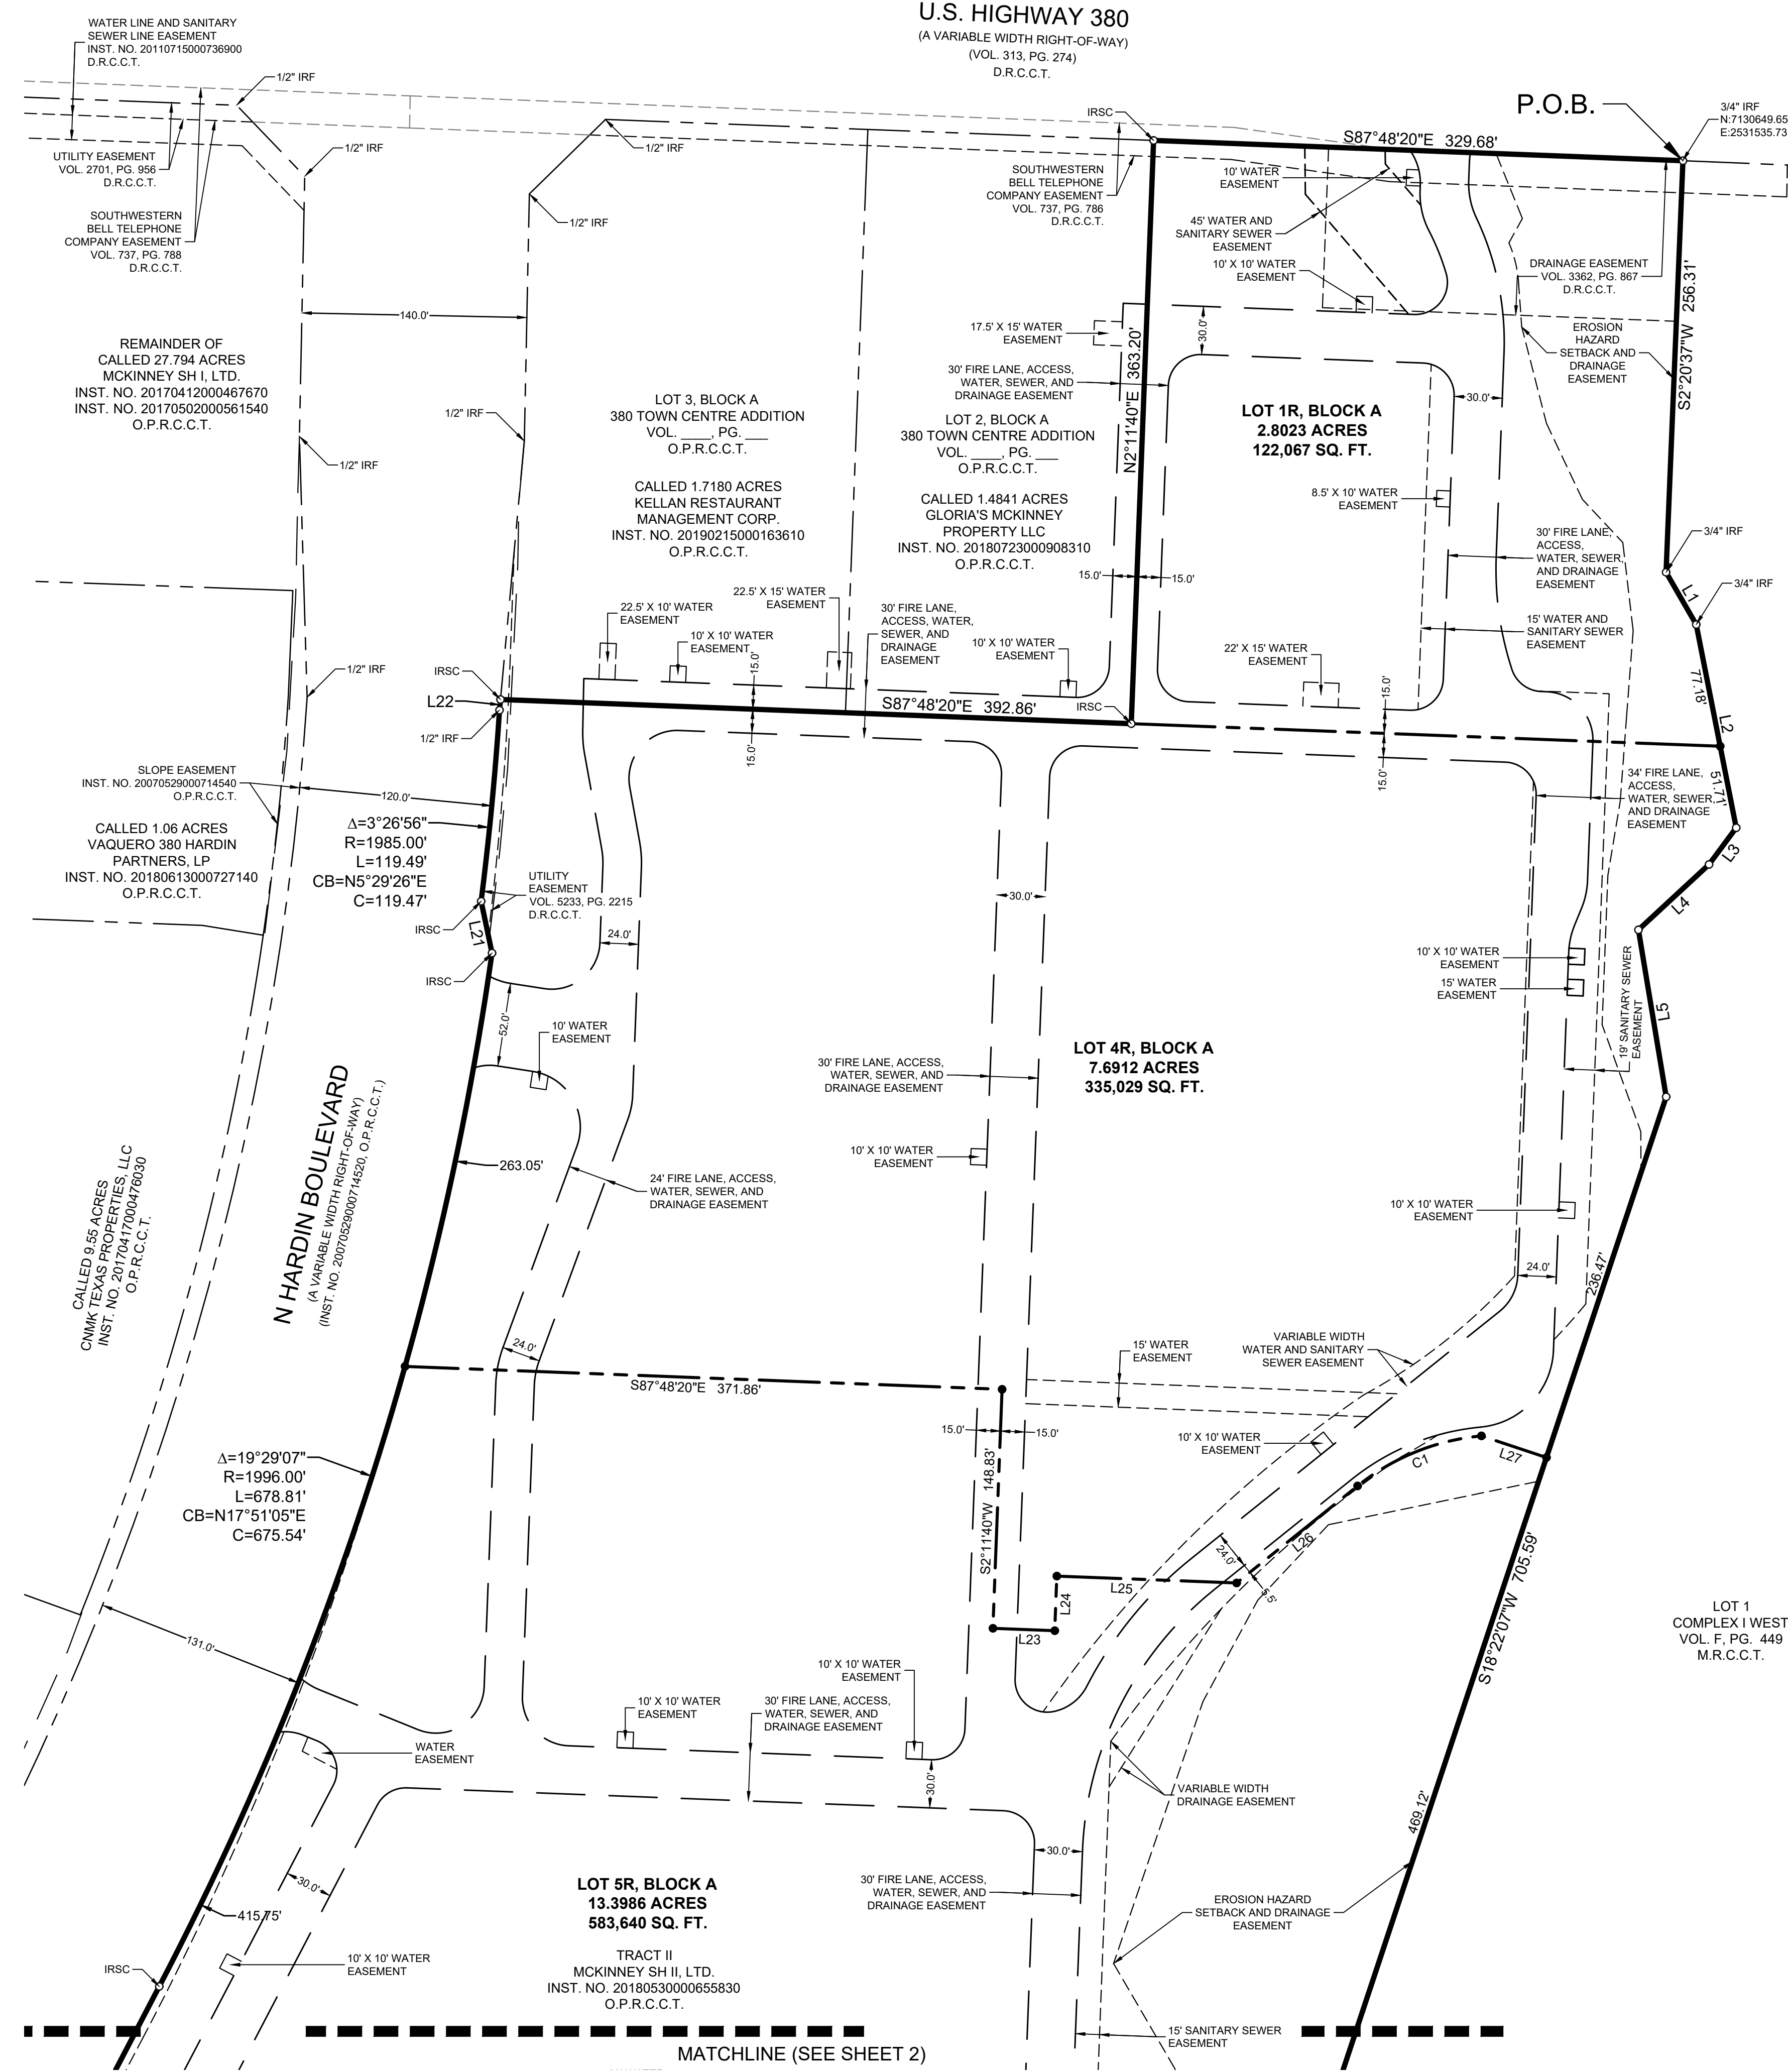 U.S. HIGHWAY 380
(A VARIABLE WIDTH RIGHT-OF-WAY)
(VOL. 313, PG. 274)
D.R.C.C.T.
WATER LINE AND SANITARY
SEWER LINE EASEMENT
INST. NO. 20110715000736900
D.R.C.C.T.
1/2" IRF
UTILITY EASEMENT
VOL. 2701, PG. 956
D.R.C.C.T.
SOUTHWESTERN
BELL TELEPHONE
COMPANY EASEMENT
VOL. 737, PG. 788
D.R.C.C.T.
1/2" IRF
1/2" IRF
1/2" IRF
140.0'
IRSC
P.O.B.
3/4" IRF
N:7130649.65
E:2531535.73
S87°48'20"E 329.68'
SOUTHWESTERN
BELL TELEPHONE
COMPANY EASEMENT
VOL. 737, PG. 786
D.R.C.C.T.
10' WATER
EASEMENT
45' WATER AND
SANITARY SEWER
EASEMENT
10' X 10' WATER
EASEMENT
DRAINAGE EASEMENT
VOL. 3362, PG. 867
D.R.C.C.T.
S2°20'37"W 256.31'
EROSION
HAZARD
SETBACK AND
DRAINAGE
EASEMENT
17.5' X 15' WATER
EASEMENT
30.0'
N2°11'40"E 363.20'
30' FIRE LANE, ACCESS,
WATER, SEWER, AND
DRAINAGE EASEMENT
REMAINDER OF
CALLED 27.794 ACRES
MCKINNEY SH I, LTD.
INST. NO. 20170412000467670
INST. NO. 20170502000561540
O.P.R.C.C.T.
1/2" IRF
1/2" IRF
LOT 3, BLOCK A
380 TOWN CENTRE ADDITION
VOL. ____, PG. ___
O.P.R.C.C.T.
CALLED 1.7180 ACRES
KELLAN RESTAURANT
MANAGEMENT CORP.
INST. NO. 20190215000163610
O.P.R.C.C.T.
LOT 2, BLOCK A
380 TOWN CENTRE ADDITION
VOL. ____, PG. ___
O.P.R.C.C.T.
CALLED 1.4841 ACRES
GLORIA'S MCKINNEY
PROPERTY LLC
INST. NO. 20180723000908310
O.P.R.C.C.T.
LOT 1R, BLOCK A
2.8023 ACRES
122,067 SQ. FT.
30.0'
8.5' X 10' WATER
EASEMENT
30' FIRE LANE,
ACCESS,
WATER, SEWER,
AND DRAINAGE
EASEMENT
3/4" IRF
L1
3/4" IRF
15' WATER AND
SANITARY SEWER
EASEMENT
15.0'
15.0'
22.5' X 10' WATER
EASEMENT
22.5' X 15' WATER
EASEMENT
10' X 10' WATER
EASEMENT
30' FIRE LANE,
ACCESS, WATER,
SEWER, AND
DRAINAGE
EASEMENT
10' X 10' WATER
EASEMENT
22' X 15' WATER
EASEMENT
15.0'
15.0'
77.18'
L2
1/2" IRF
IRSC
L22
1/2" IRF
S87°48'20"E 392.86'
IRSC
15.0'
15.0'
SLOPE EASEMENT
INST. NO. 20070529000714540
O.P.R.C.C.T.
120.0'
CALLED 1.06 ACRES
VAQUERO 380 HARDIN
PARTNERS, LP
INST. NO. 20180613000727140
O.P.R.C.C.T.
Δ=3°26'56"
R=1985.00'
L=119.49'
CB=N5°29'26"E
C=119.47'
UTILITY
EASEMENT
VOL. 5233, PG. 2215
D.R.C.C.T.
IRSC
L21
IRSC
24.0'
30.0'
34' FIRE LANE,
ACCESS,
WATER, SEWER,
AND DRAINAGE
EASEMENT
51.71'
L3
L4
L5
10' X 10' WATER
EASEMENT
15' WATER
EASEMENT
19' SANITARY SEWER
EASEMENT
52.0'
10' WATER
EASEMENT
30' FIRE LANE, ACCESS,
WATER, SEWER, AND
DRAINAGE EASEMENT
LOT 4R, BLOCK A
7.6912 ACRES
335,029 SQ. FT.
N HARDIN BOULEVARD
(A VARIABLE WIDTH RIGHT-OF-WAY)
(INST. NO. 20070529000714520, O.P.R.C.C.T.)
CALLED 9.55 ACRES
CNMK TEXAS PROPERTIES, LLC
INST. NO. 20170417000476030
O.P.R.C.C.T.
263.05'
24' FIRE LANE, ACCESS,
WATER, SEWER, AND
DRAINAGE EASEMENT
10' X 10' WATER
EASEMENT
10' X 10' WATER
EASEMENT
24.0'
236.47'
24.0'
S87°48'20"E 371.86'
15' WATER
EASEMENT
VARIABLE WIDTH
WATER AND SANITARY
SEWER EASEMENT
15.0'
15.0'
10' X 10' WATER
EASEMENT
C1
L27
Δ=19°29'07"
R=1996.00'
L=678.81'
CB=N17°51'05"E
C=675.54'
S2°11'40"W 148.83'
L26
24.0'
5.5'
L25
L24
L23
S18°22'07"W 705.59'
LOT 1
COMPLEX I WEST
VOL. F, PG. 449
M.R.C.C.T.
131.0'
10' X 10' WATER
EASEMENT
10' X 10' WATER
EASEMENT
30' FIRE LANE, ACCESS,
WATER, SEWER, AND
DRAINAGE EASEMENT
WATER
EASEMENT
30.0'
VARIABLE WIDTH
DRAINAGE EASEMENT
469.12'
30.0'
30.0'
415.75'
LOT 5R, BLOCK A
13.3986 ACRES
583,640 SQ. FT.
TRACT II
MCKINNEY SH II, LTD.
INST. NO. 20180530000655830
O.P.R.C.C.T.
30' FIRE LANE, ACCESS,
WATER, SEWER, AND
DRAINAGE EASEMENT
EROSION HAZARD
SETBACK AND DRAINAGE
EASEMENT
IRSC
10' X 10' WATER
EASEMENT
15' SANITARY SEWER
EASEMENT
MATCHLINE (SEE SHEET 2)